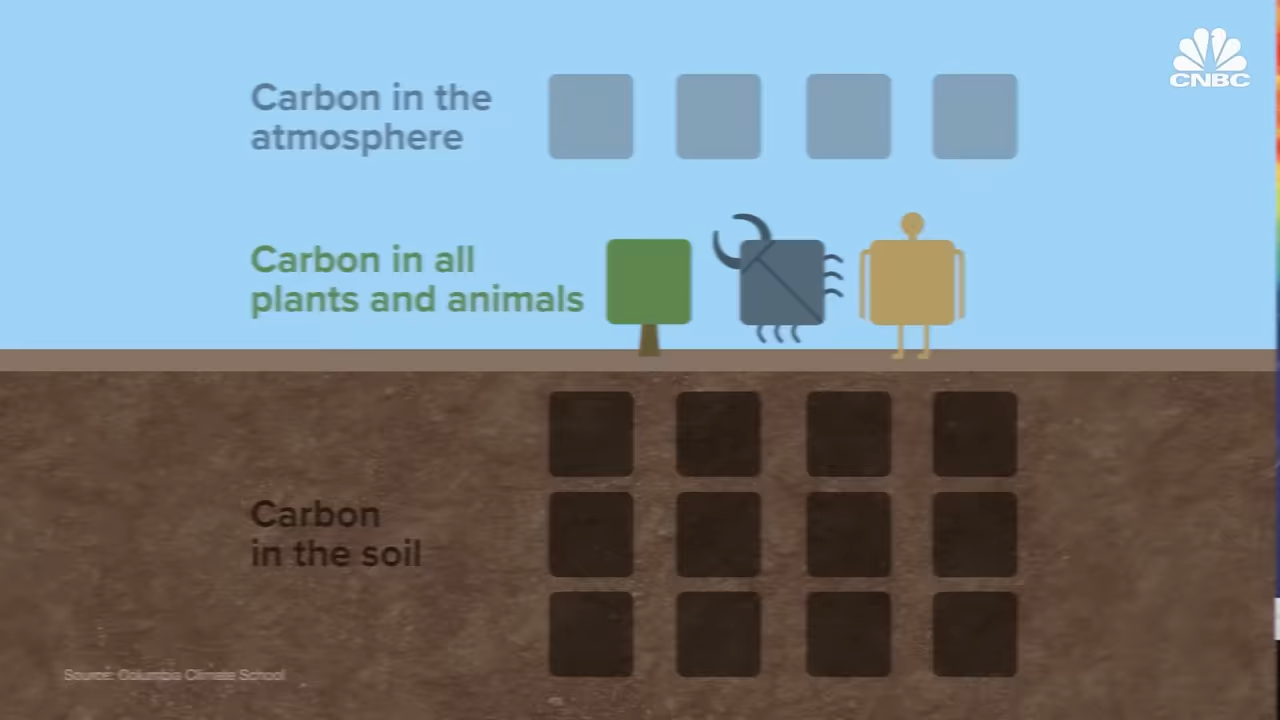 CNBC
Carbon in the
atmosphere
Carbon in all
plants and animals
Carbon
in the soil
Source: Columbia Climate School